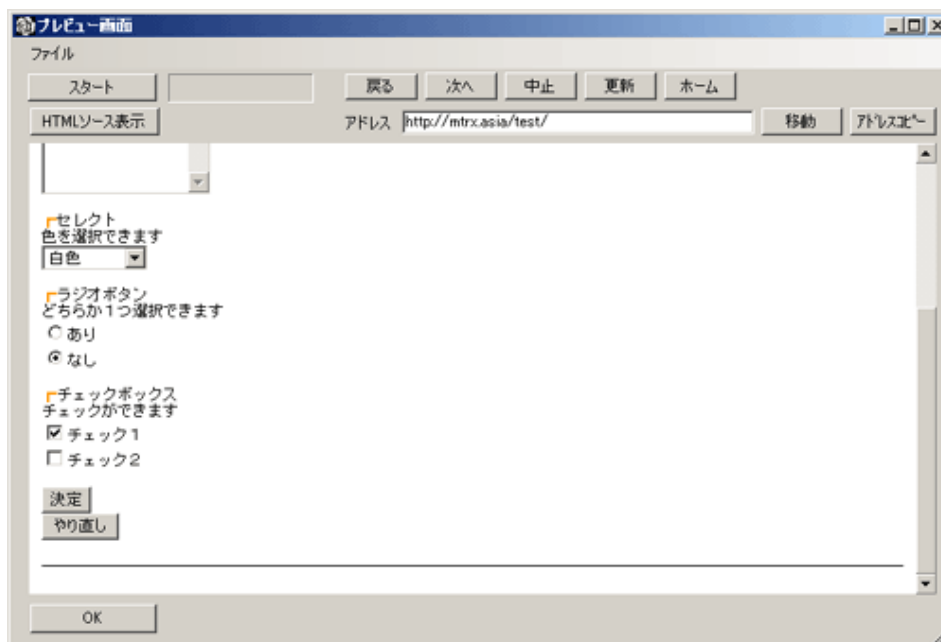 プレビュー画面
ファイル
スタート 戻る 次へ 中止 更新 ホーム
HTMLソース表示 アドレス http://mtrx.asia/test/ 移動 アドレスコピー
┏セレクト
色を選択できます
白色
┏ラジオボタン
どちらか1つ選択できます
あり
なし
┏チェックボックス
チェックができます
チェック1
チェック2
決定
やり直し
OK